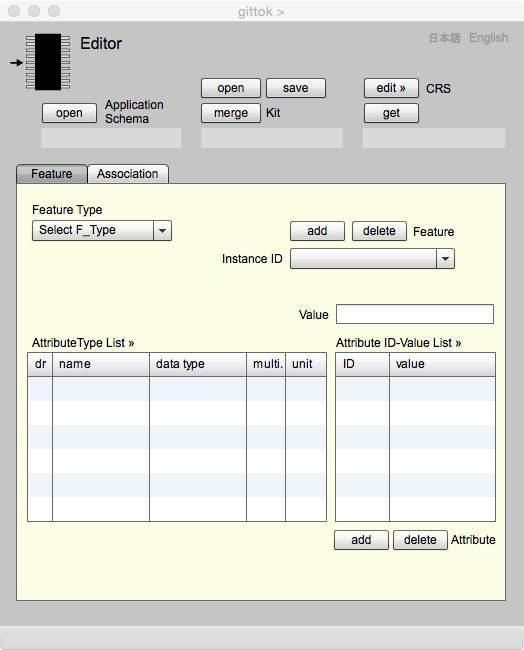 gittok >
Editor
日本語 English
open save edit » CRS
open Application Schema merge Kit get
Feature Association
Feature Type
Select F_Type add delete Feature
Instance ID
Value
AttributeType List » Attribute ID-Value List »
dr name data type multi. unit ID value
add delete Attribute